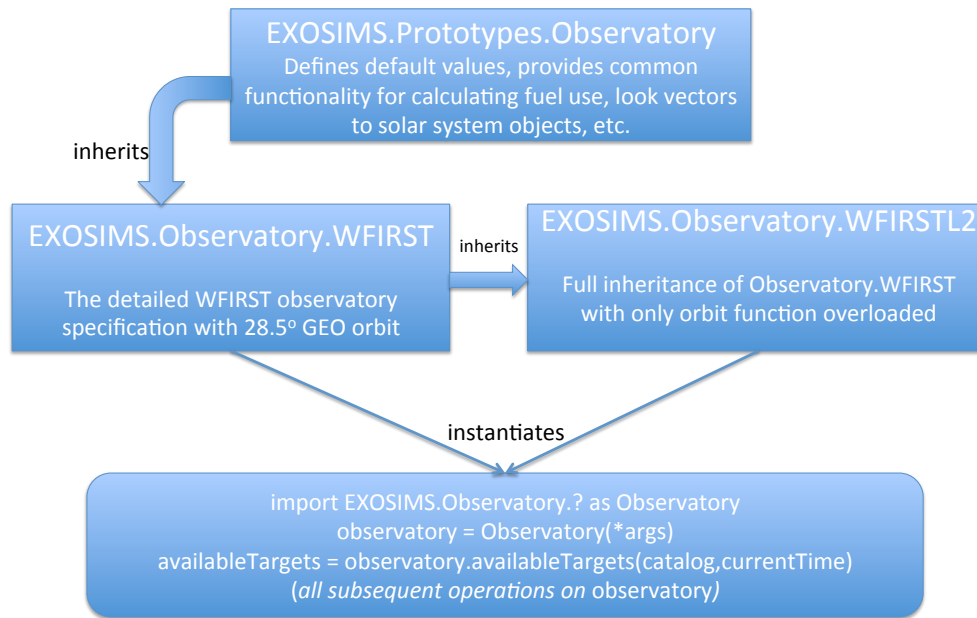 EXOSIMS.Prototypes.Observatory
Defines default values, provides common
functionality for calculating fuel use, look vectors
to solar system objects, etc.
inherits
EXOSIMS.Observatory.WFIRST
The detailed WFIRST observatory
specification with 28.5° GEO orbit
inherits
EXOSIMS.Observatory.WFIRSTL2
Full inheritance of Observatory.WFIRST
with only orbit function overloaded
instantiates
import EXOSIMS.Observatory.? as Observatory
observatory = Observatory(*args)
availableTargets = observatory.availableTargets(catalog,currentTime)
(all subsequent operations on observatory)